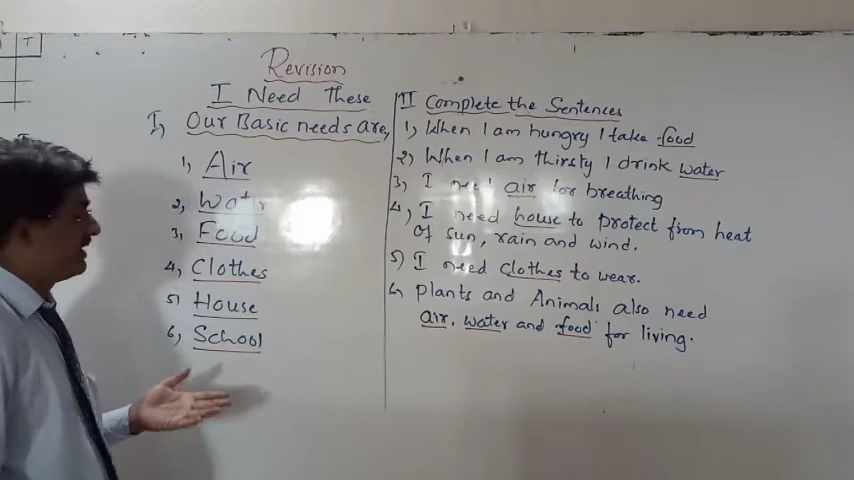 T
Revision
I Need These
I, Our Basic needs are,
1, Air
2, Water
3, Food
4, Clothes
5, House
6, School
II Complete the Sentences
1, When I am hungry I take food
2, When I am thirsty I drink water
3, I need air for breathing
4, I need house to protect from heat
of sun, rain and wind.
5) I need clothes to wear.
6, Plants and Animals also need
air, water and food for living.